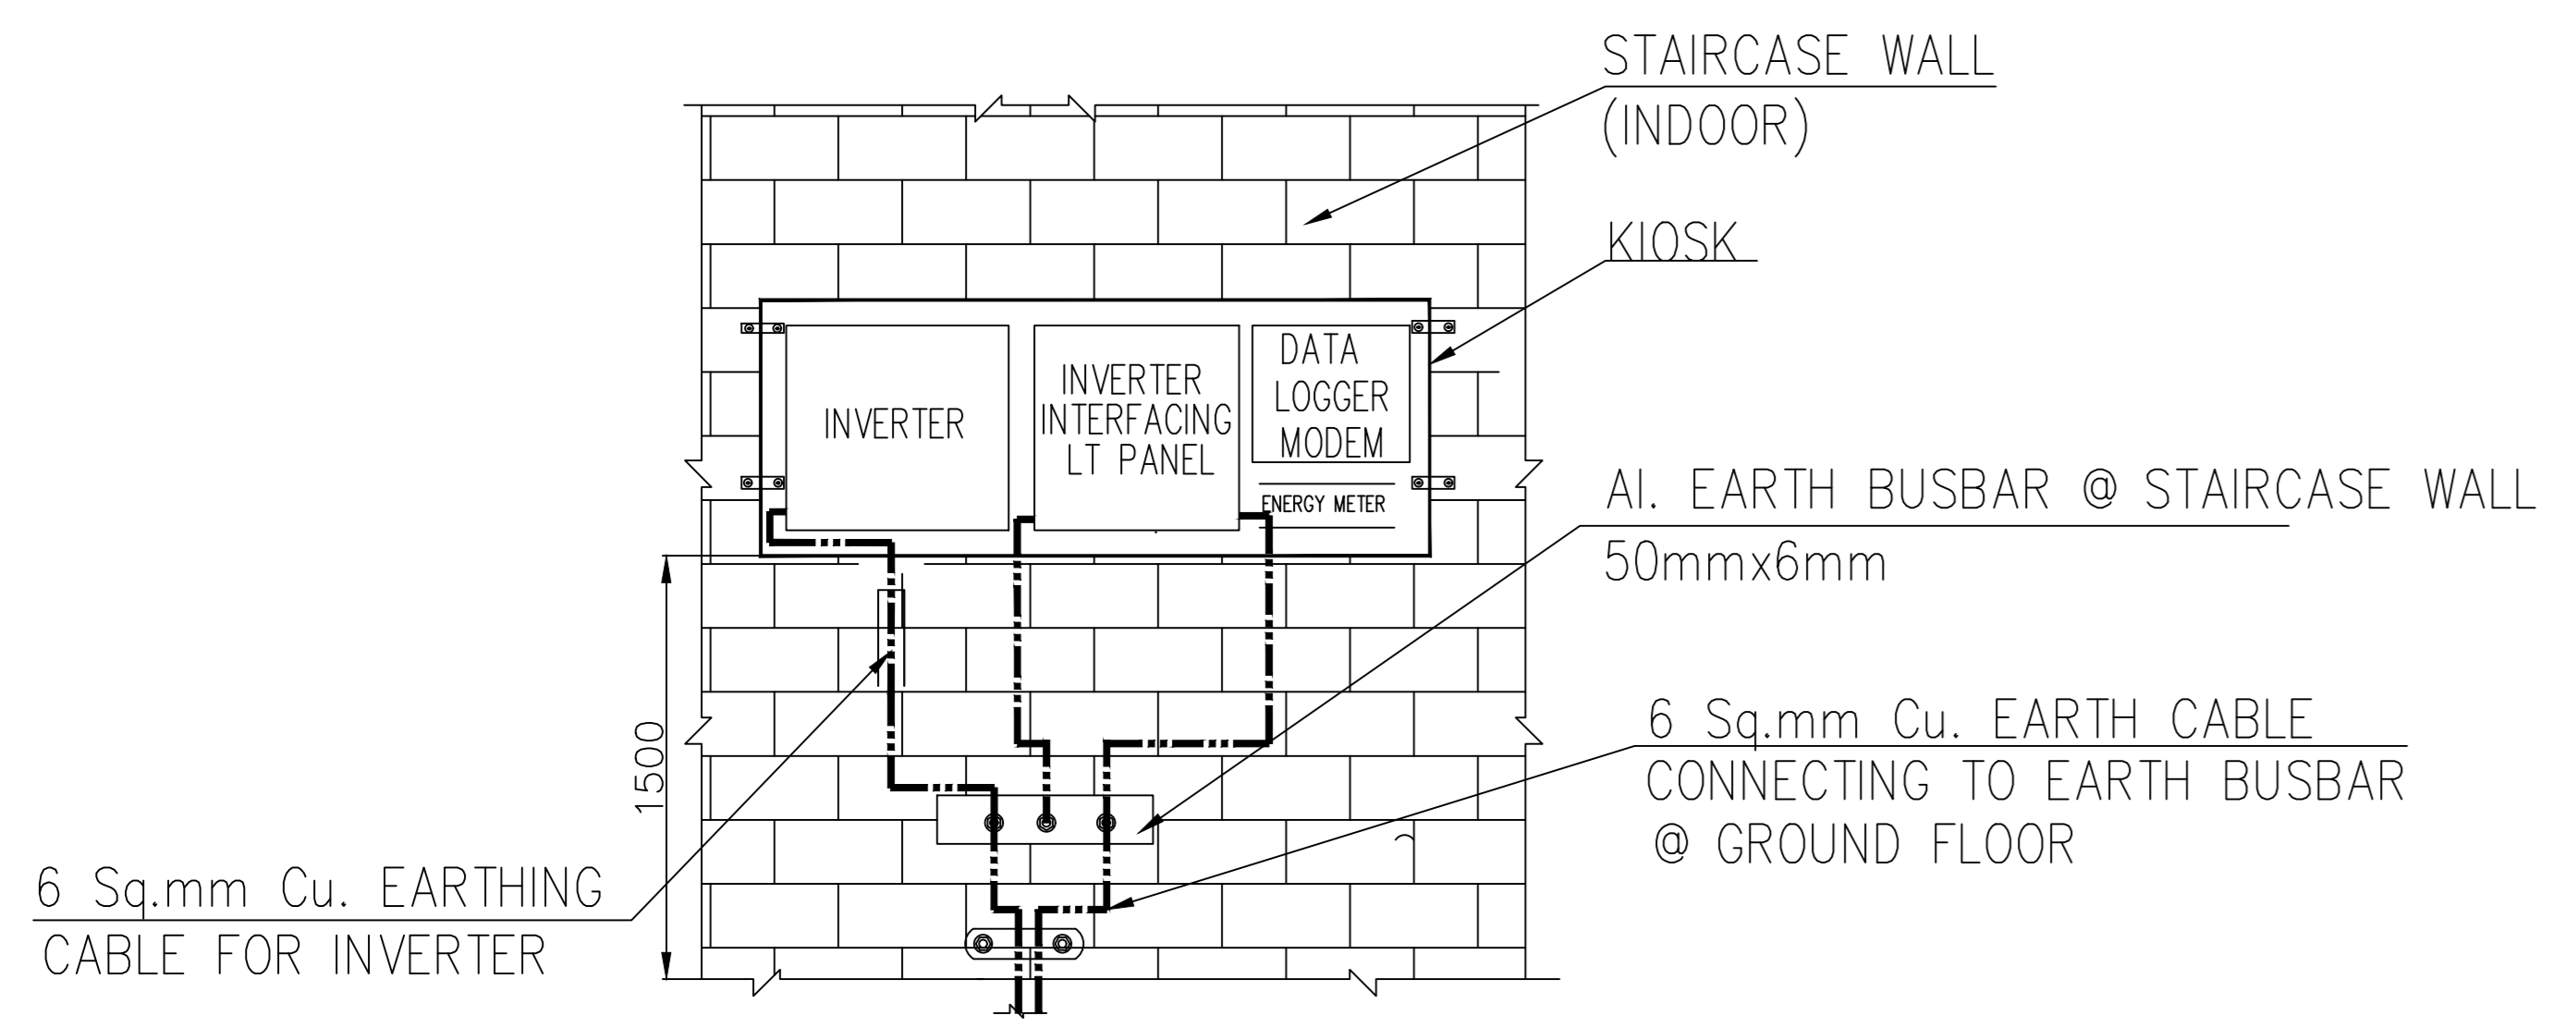 STAIRCASE WALL
(INDOOR)
KIOSK
INVERTER
INVERTER
INTERFACING
LT PANEL
DATA
LOGGER
MODEM
ENERGY METER
Al. EARTH BUSBAR @ STAIRCASE WALL
50mmx6mm
6 Sq.mm Cu. EARTH CABLE
CONNECTING TO EARTH BUSBAR
@ GROUND FLOOR
1500
6 Sq.mm Cu. EARTHING
CABLE FOR INVERTER